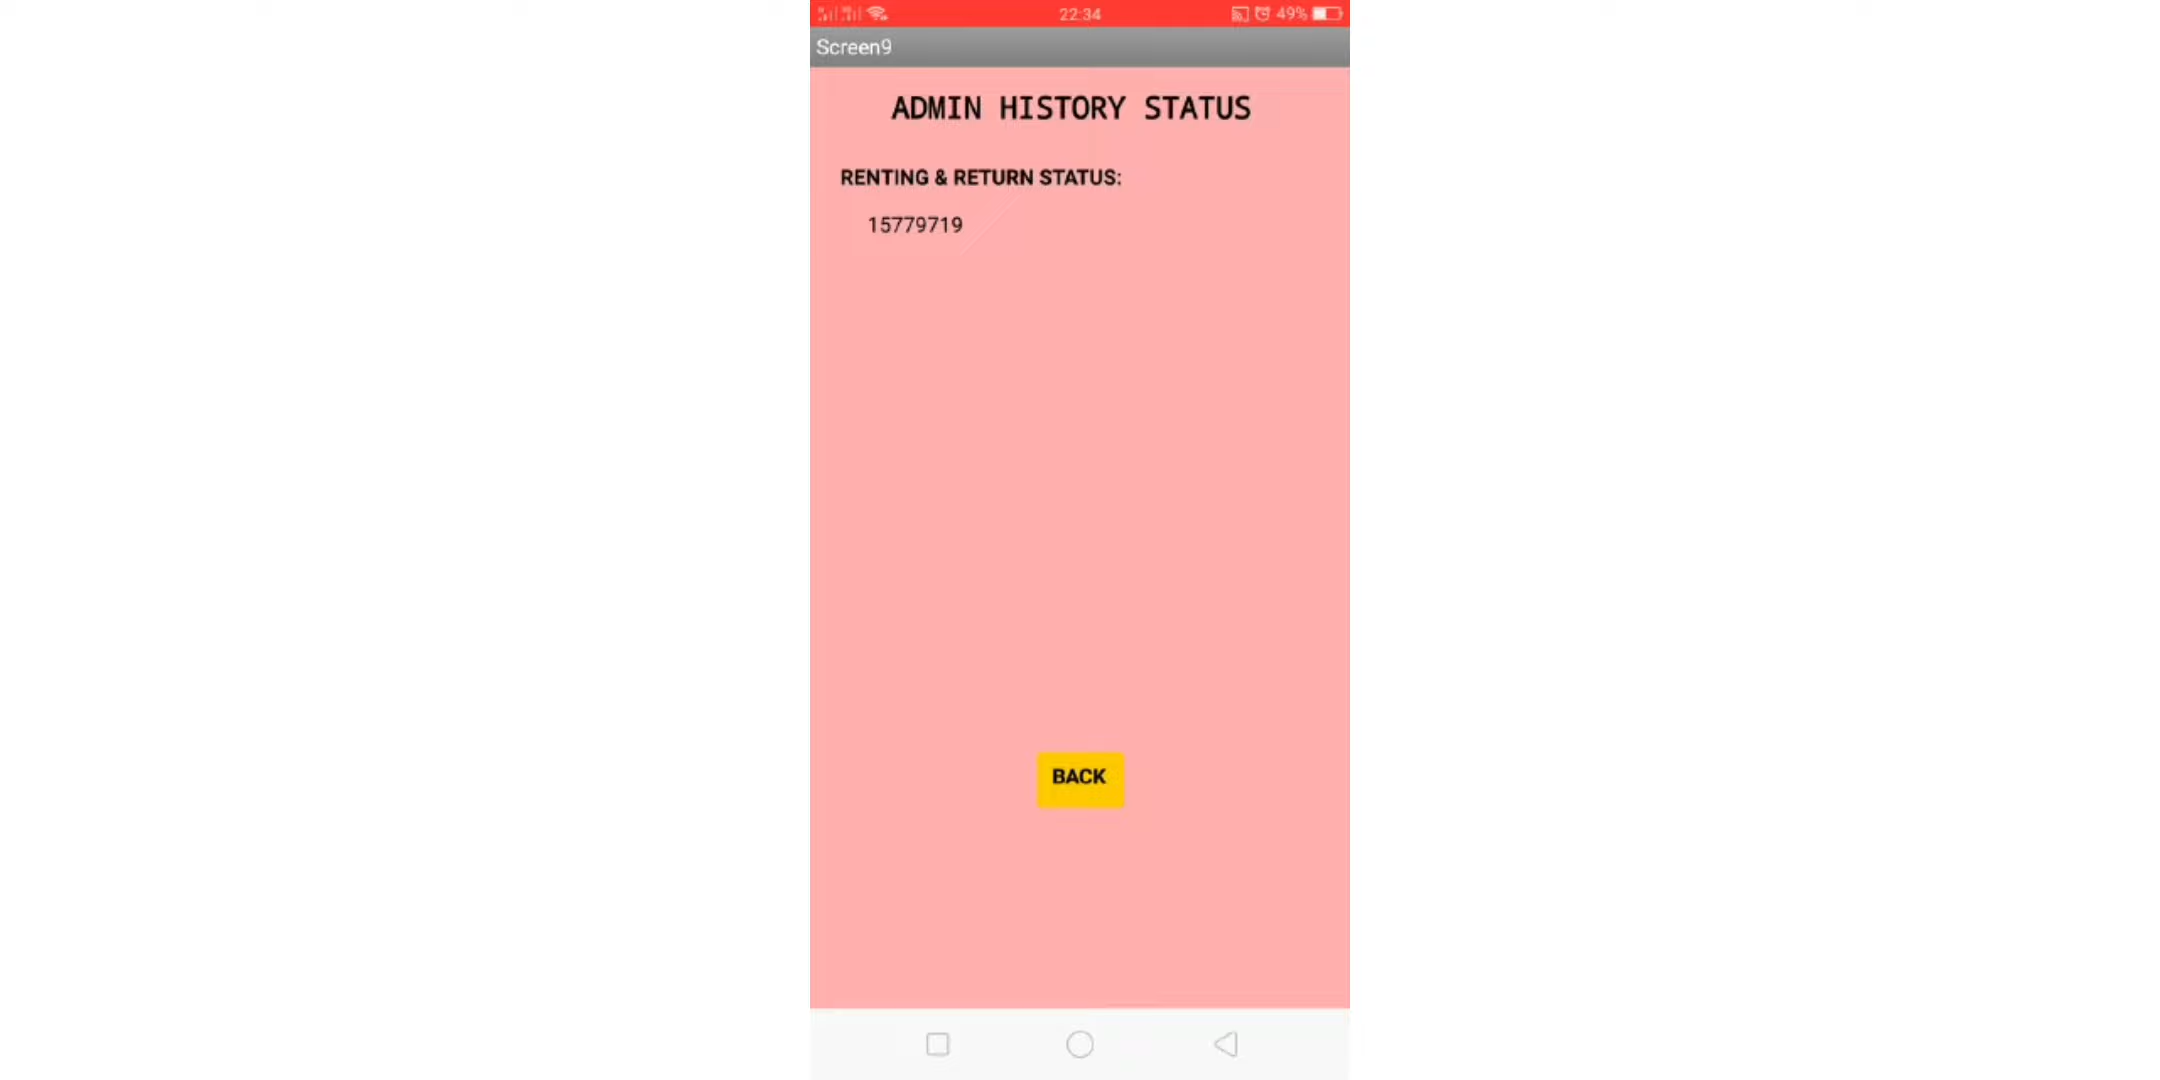 22:34
49%
Screen9
ADMIN HISTORY STATUS
RENTING & RETURN STATUS:
15779719
BACK